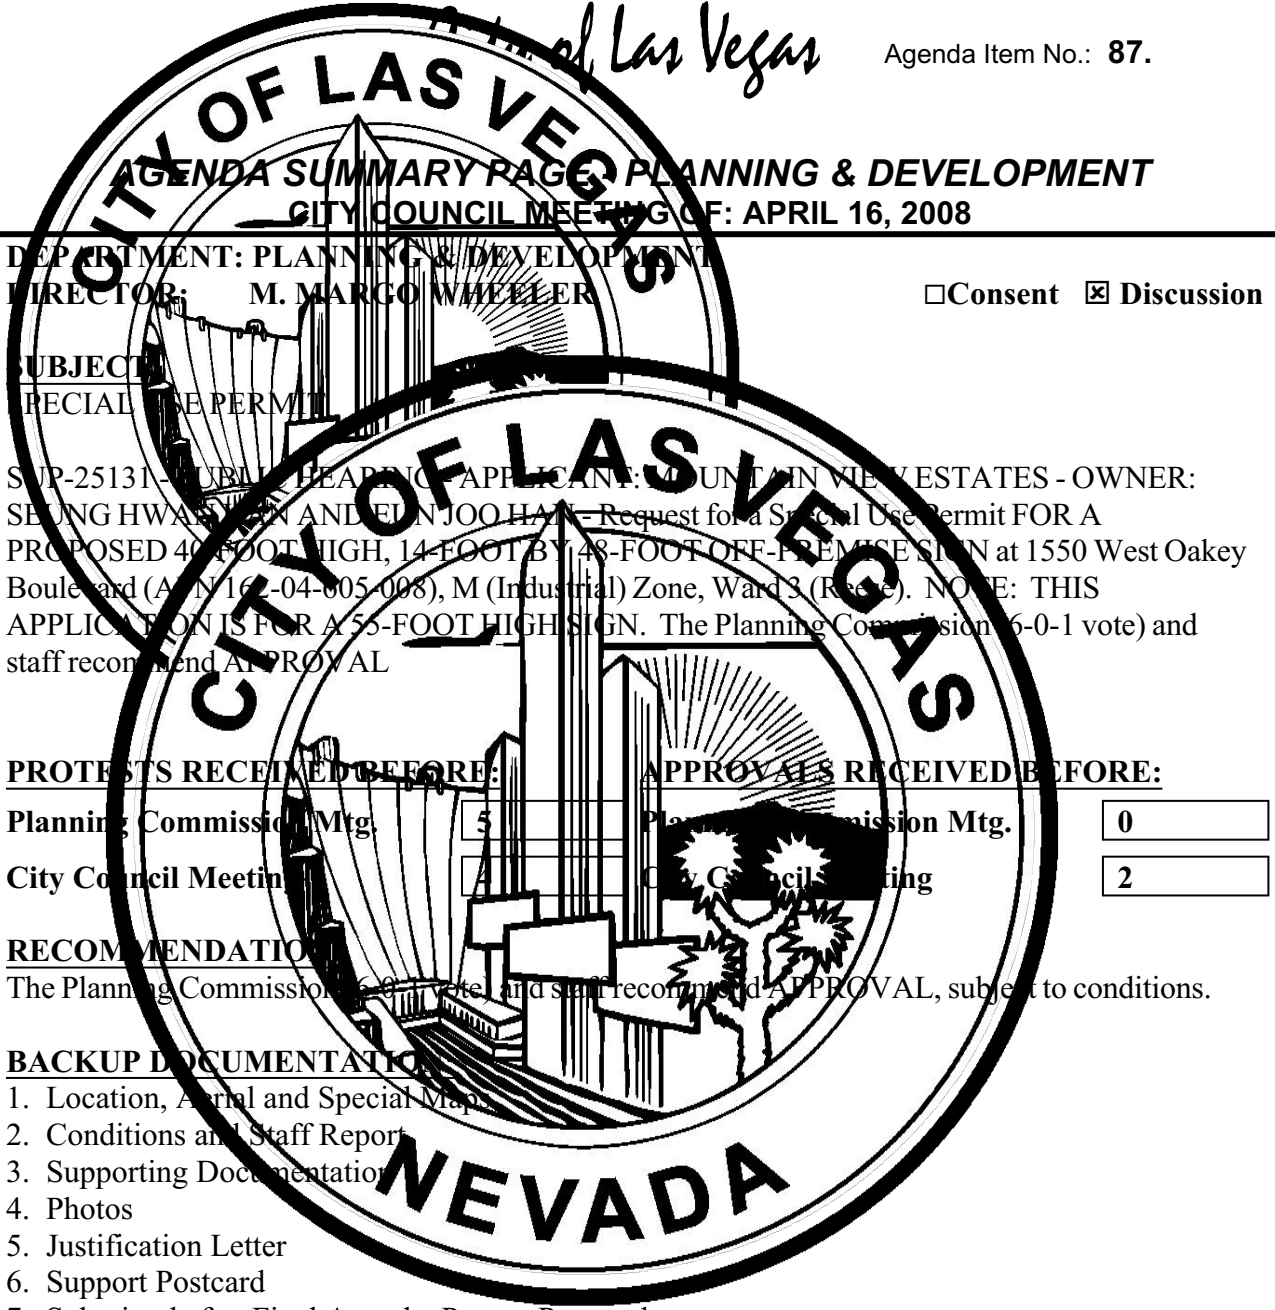 City of Las Vegas
Agenda Item No.: 87.
CITY OF LAS VEGAS
AGENDA SUMMARY PAGE - PLANNING & DEVELOPMENT
CITY COUNCIL MEETING OF: APRIL 16, 2008
DEPARTMENT: PLANNING & DEVELOPMENT
DIRECTOR: M. MARGO WHEELER
☐Consent ☒ Discussion
SUBJECT:
SPECIAL USE PERMIT
SUP-25131 - PUBLIC HEARING - APPLICANT: MOUNTAIN VIEW ESTATES - OWNER:
SEUNG HWAN HAN AND EUN JOO HAN - Request for a Special Use Permit FOR A
PROPOSED 40-FOOT HIGH, 14-FOOT BY 48-FOOT OFF-PREMISE SIGN at 1550 West Oakey
Boulevard (APN 162-04-605-008), M (Industrial) Zone, Ward 3 (Reese). NOTE: THIS
APPLICATION IS FOR A 55-FOOT HIGH SIGN. The Planning Commission (6-0-1 vote) and
staff recommend APPROVAL
CITY OF LAS VEGAS
PROTESTS RECEIVED BEFORE: APPROVALS RECEIVED BEFORE:
Planning Commission Mtg. 5 Planning Commission Mtg. 0
City Council Meeting 4 City Council Meeting 2
RECOMMENDATION:
The Planning Commission (6-0-1 vote) and staff recommend APPROVAL, subject to conditions.
BACKUP DOCUMENTATION:
1. Location, Aerial and Special Maps
2. Conditions and Staff Report
3. Supporting Documentation
4. Photos
5. Justification Letter
6. Support Postcard
NEVADA